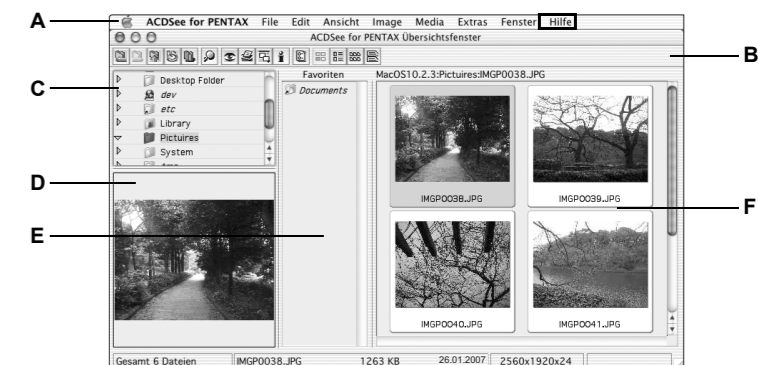 A
ACDSee for PENTAX File Edit Ansicht Image Media Extras Fenster Hilfe
ACDSee for PENTAX Übersichtsfenster
B
C
Desktop Folder
dev
etc
Library
Pictuires
System
Favoriten
Documents
MacOS10.2.3:Pictuires:IMGP0038.JPG
D
E
F
IMGP0038.JPG
IMGP0039.JPG
IMGP0040.JPG
IMGP0041.JPG
Gesamt 6 Dateien IMGP0038.JPG 1263 KB 26.01.2007 2560x1920x24